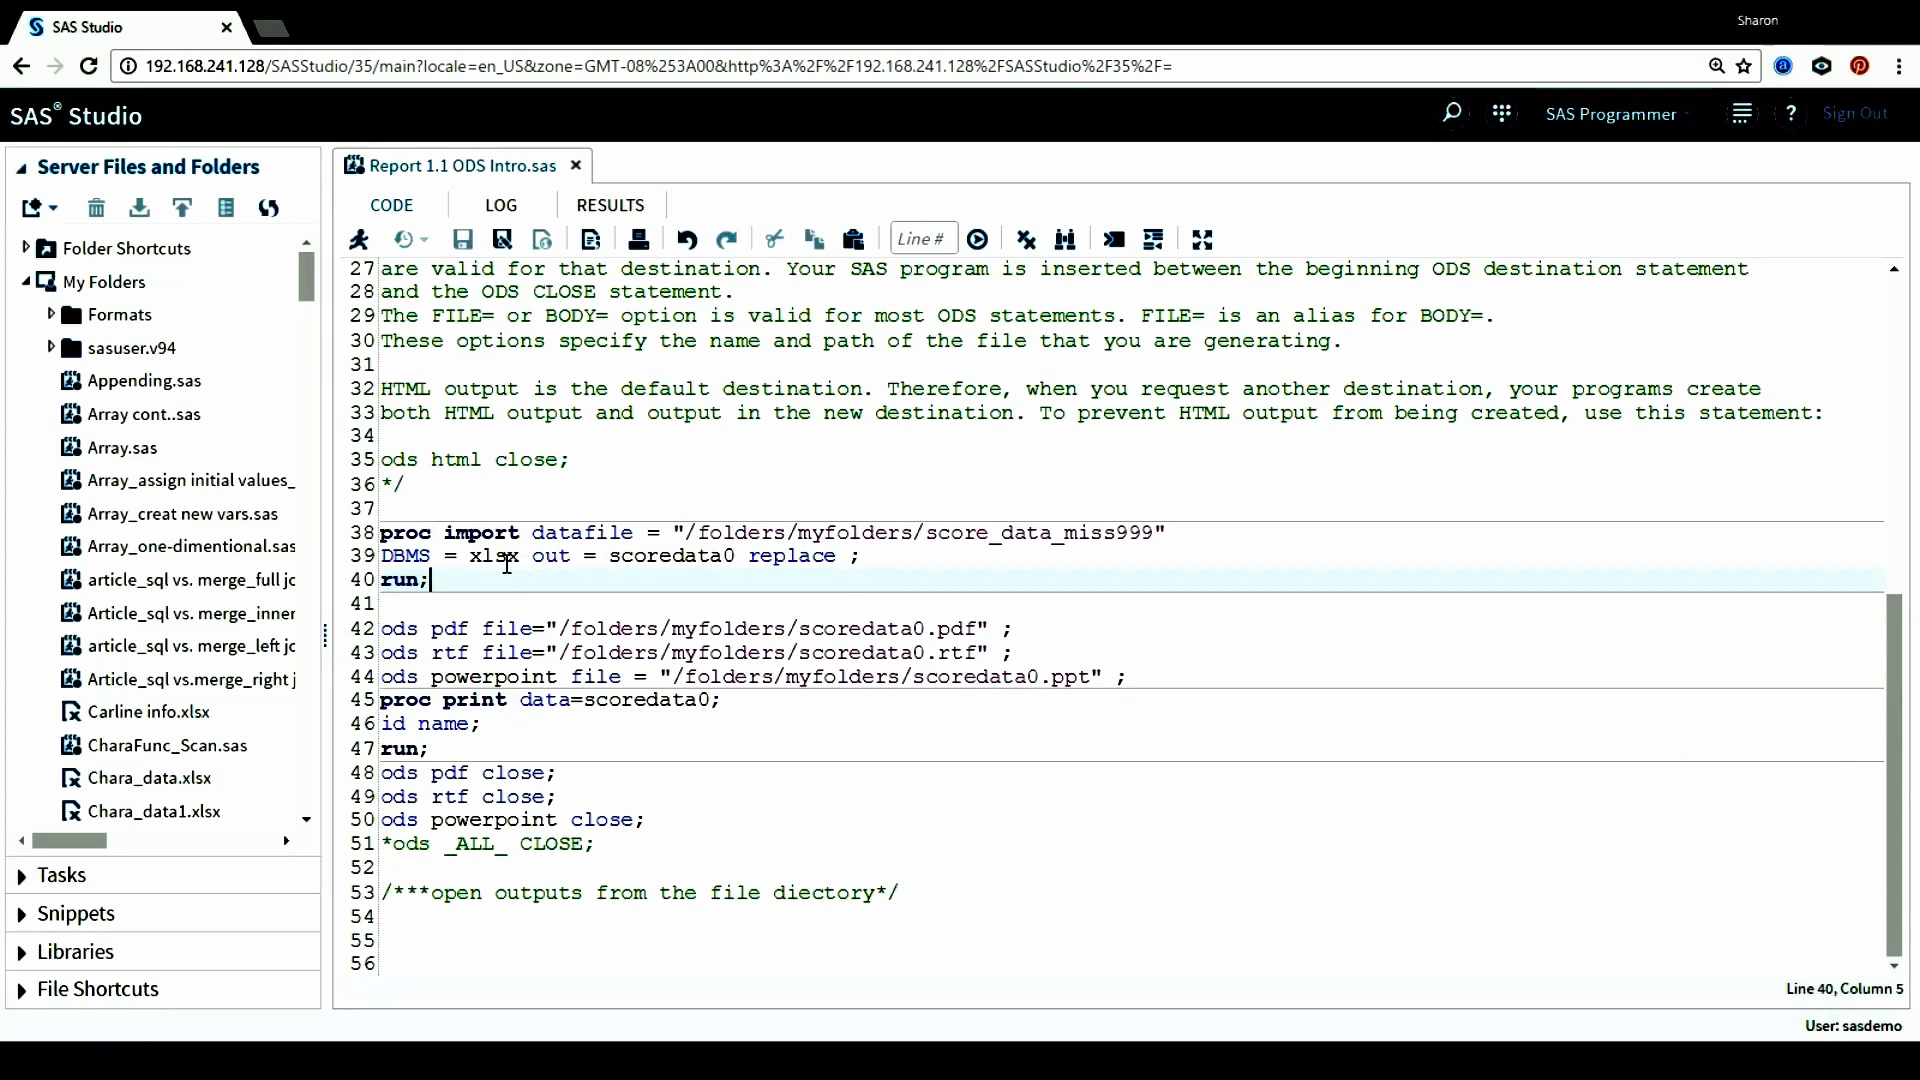 SAS Studio
Sharon
192.168.241.128/SASStudio/35/main?locale=en_US&zone=GMT-08%253A00&http%3A%2F%2F192.168.241.128%2FSASStudio%2F35%2F=
SAS® Studio
SAS Programmer
? Sign Out
Server Files and Folders
Folder Shortcuts
My Folders
Formats
sasuser.v94
Appending.sas
Array cont..sas
Array.sas
Array_assign initial values_
Array_creat new vars.sas
Array_one-dimentional.sas
article_sql vs. merge_full jo
Article_sql vs. merge_inner
article_sql vs. merge_left jo
Article_sql vs.merge_right j
Carline info.xlsx
CharaFunc_Scan.sas
Chara_data.xlsx
Chara_data1.xlsx
Tasks
Snippets
Libraries
File Shortcuts
Report 1.1 ODS Intro.sas
CODE LOG RESULTS
Line #
27 are valid for that destination. Your SAS program is inserted between the beginning ODS destination statement
28 and the ODS CLOSE statement.
29 The FILE= or BODY= option is valid for most ODS statements. FILE= is an alias for BODY=.
30 These options specify the name and path of the file that you are generating.
31
32 HTML output is the default destination. Therefore, when you request another destination, your programs create
33 both HTML output and output in the new destination. To prevent HTML output from being created, use this statement:
34
35 ods html close;
36 */
37
38 proc import datafile = "/folders/myfolders/score_data_miss999"
39 DBMS = xlsx out = scoredata0 replace ;
40 run;
41
42 ods pdf file="/folders/myfolders/scoredata0.pdf" ;
43 ods rtf file="/folders/myfolders/scoredata0.rtf" ;
44 ods powerpoint file = "/folders/myfolders/scoredata0.ppt" ;
45 proc print data=scoredata0;
46 id name;
47 run;
48 ods pdf close;
49 ods rtf close;
50 ods powerpoint close;
51 *ods _ALL_ CLOSE;
52
53 /***open outputs from the file diectory*/
54
55
56
Line 40, Column 5
User: sasdemo